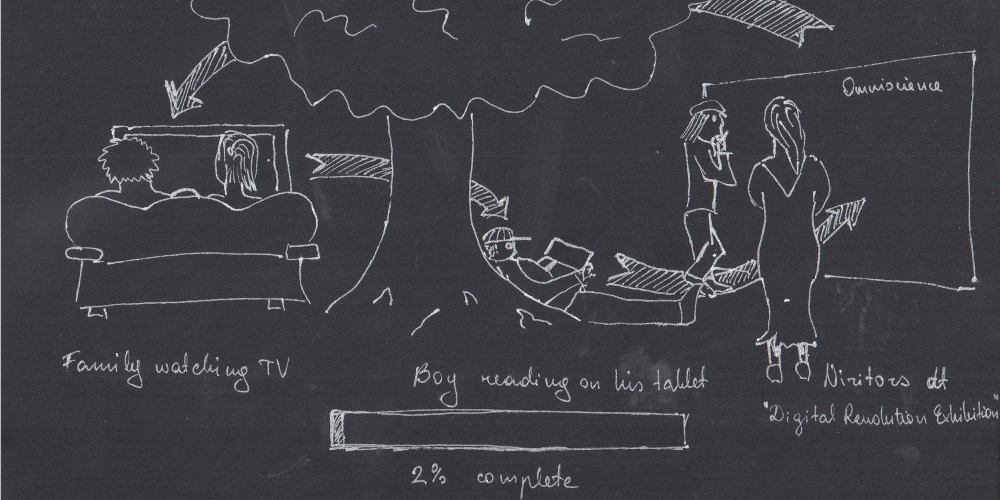 Omniscience
Family watching TV
Boy reading on his tablet
Visitors at
"Digital Revolution Exhibition"
2% complete